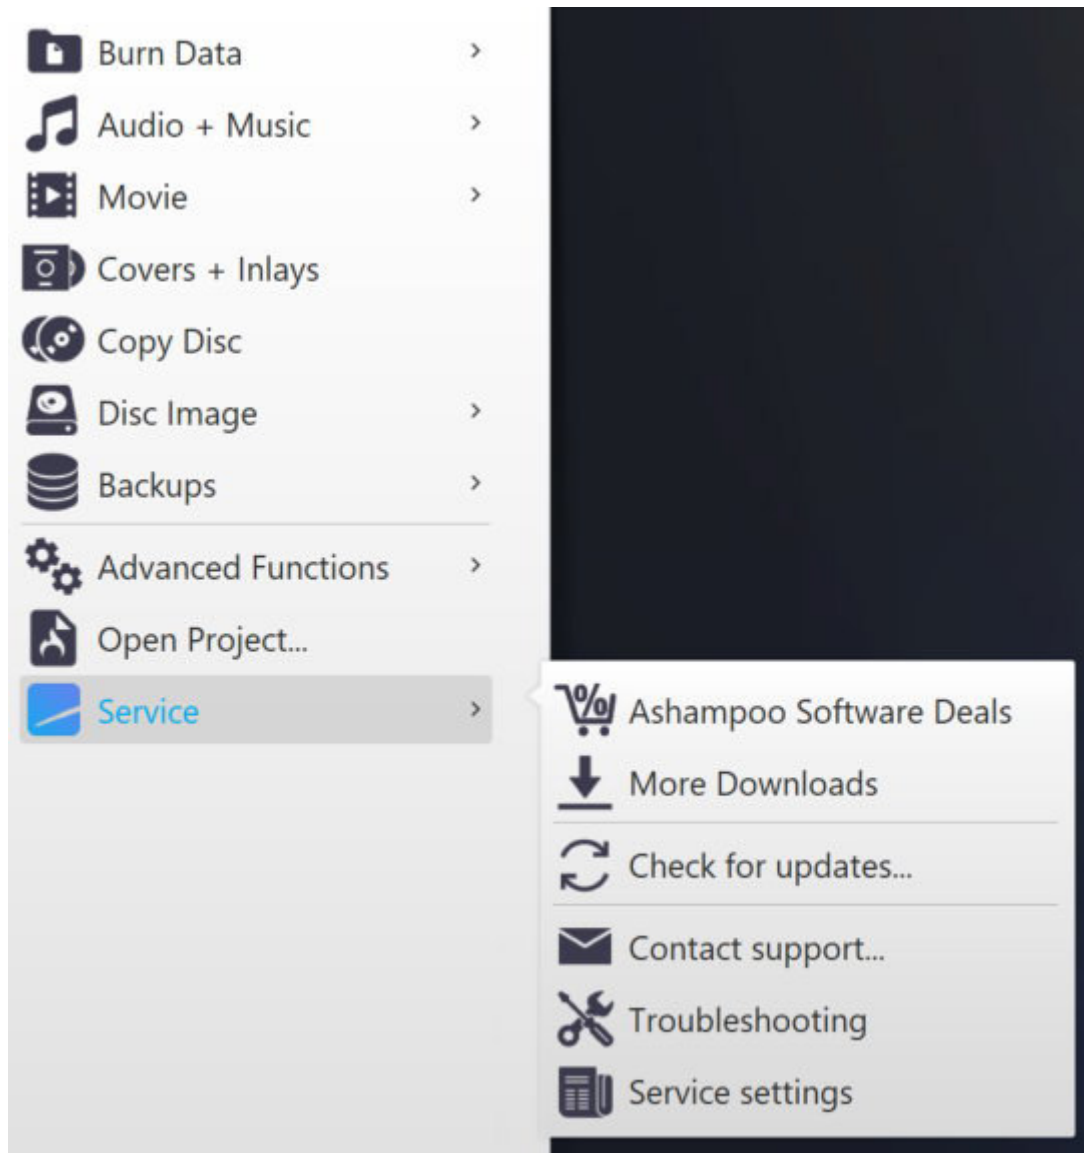 Burn Data
Audio + Music
Movie
Covers + Inlays
Copy Disc
Disc Image
Backups
Advanced Functions
Open Project...
Service
Ashampoo Software Deals
More Downloads
Check for updates...
Contact support...
Troubleshooting
Service settings